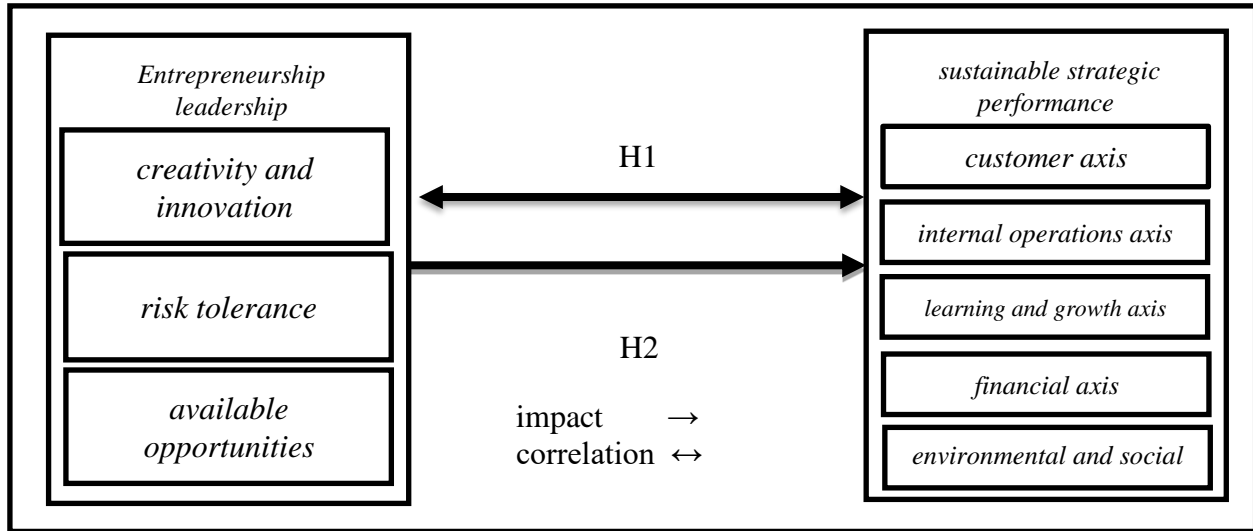 Entrepreneurship
leadership
creativity and
innovation
risk tolerance
available
opportunities
H1
H2
impact →
correlation ↔
sustainable strategic
performance
customer axis
internal operations axis
learning and growth axis
financial axis
environmental and social